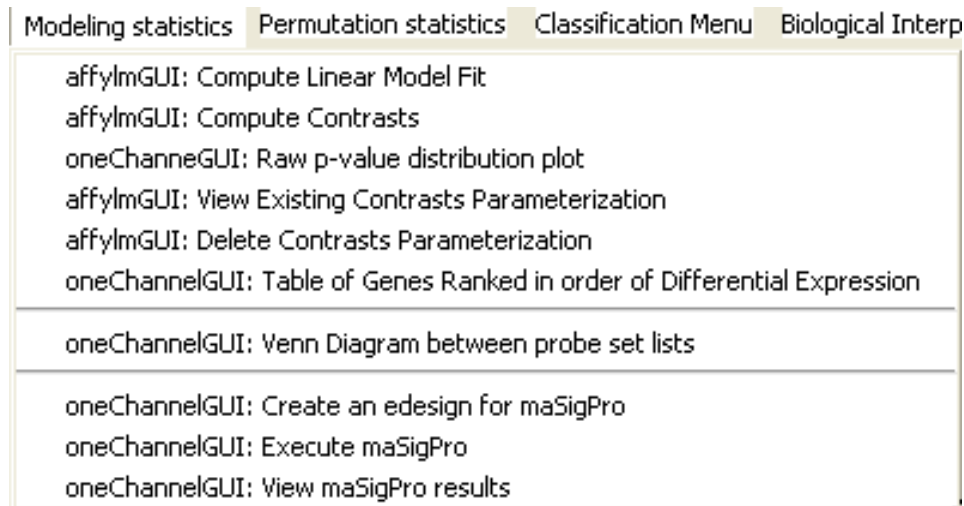 Modeling statistics Permutation statistics Classification Menu Biological Interp
affylmGUI: Compute Linear Model Fit
affylmGUI: Compute Contrasts
oneChanneGUI: Raw p-value distribution plot
affylmGUI: View Existing Contrasts Parameterization
affylmGUI: Delete Contrasts Parameterization
oneChannelGUI: Table of Genes Ranked in order of Differential Expression
oneChannelGUI: Venn Diagram between probe set lists
oneChannelGUI: Create an edesign for maSigPro
oneChannelGUI: Execute maSigPro
oneChannelGUI: View maSigPro results